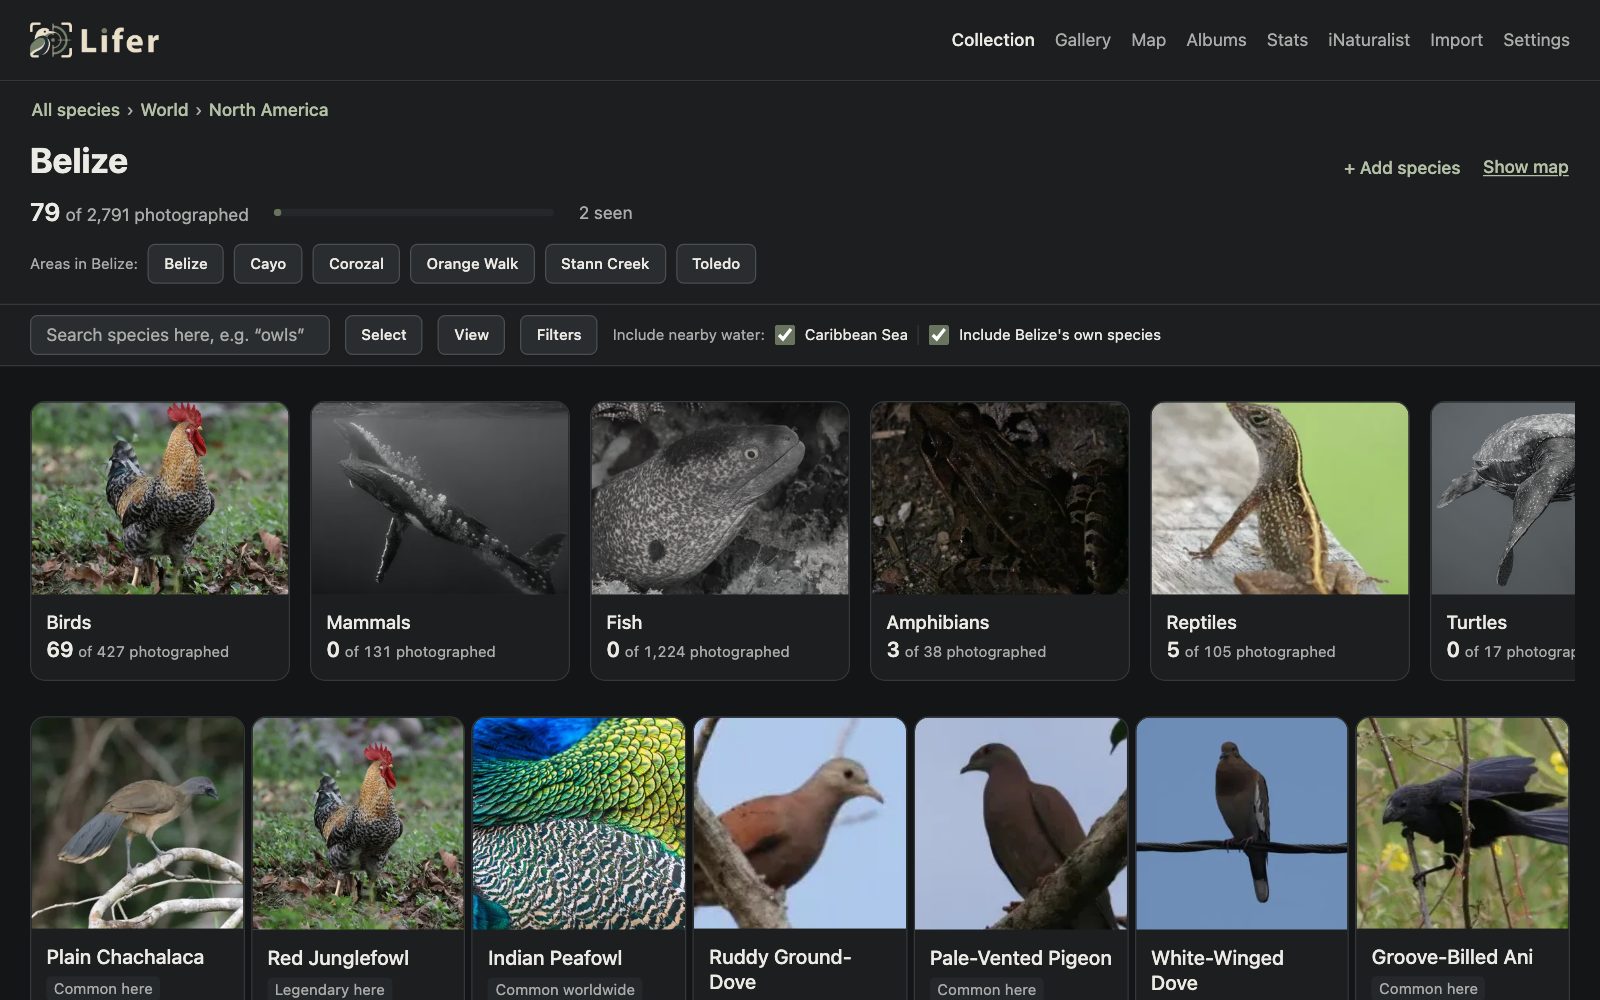 Lifer
Collection Gallery Map Albums Stats iNaturalist Import Settings
All species › World › North America
Belize
+ Add species Show map
79 of 2,791 photographed 2 seen
Areas in Belize: Belize Cayo Corozal Orange Walk Stann Creek Toledo
Search species here, e.g. “owls” Select View Filters Include nearby water: Caribbean Sea Include Belize's own species
Birds
69 of 427 photographed
Mammals
0 of 131 photographed
Fish
0 of 1,224 photographed
Amphibians
3 of 38 photographed
Reptiles
5 of 105 photographed
Turtles
0 of 17 photograp
Plain Chachalaca
Common here
Red Junglefowl
Legendary here
Indian Peafowl
Common worldwide
Ruddy Ground-
Dove
Pale-Vented Pigeon
Common here
White-Winged
Dove
Groove-Billed Ani
Common here